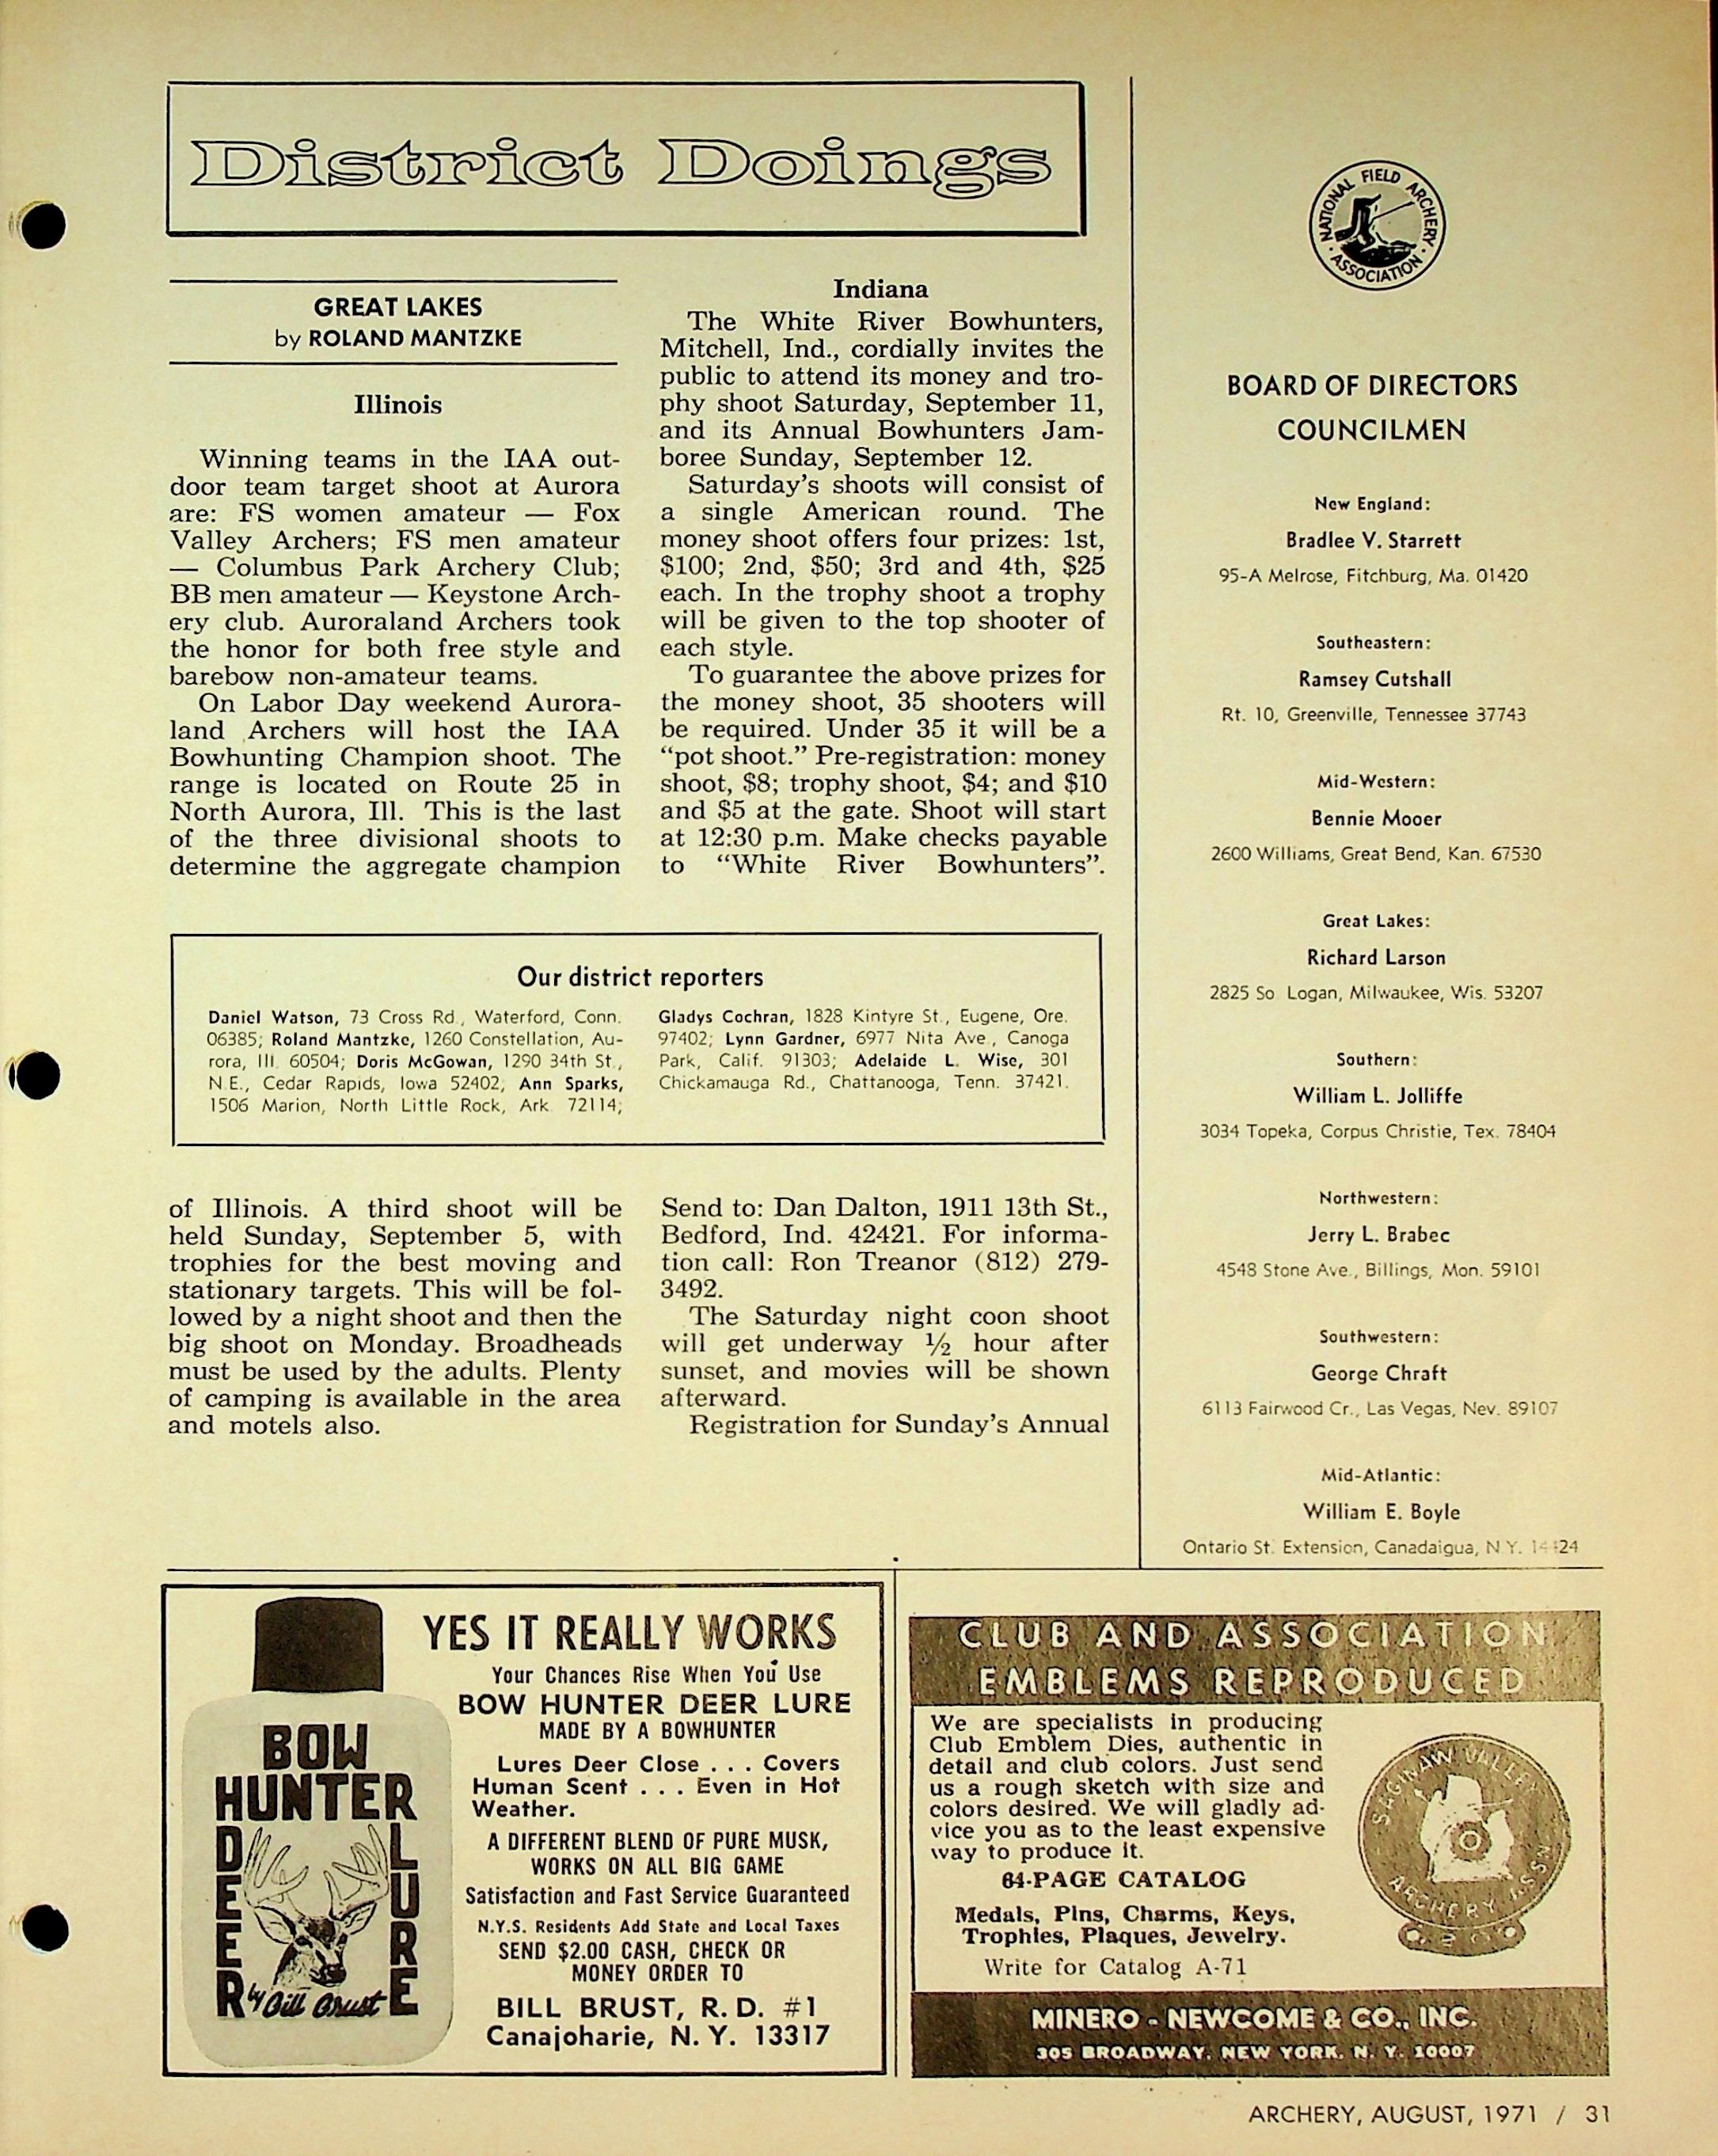 District Doings
GREAT LAKES
by ROLAND MANTZKE
Illinois
Winning teams in the IAA out-
door team target shoot at Aurora
are: FS women amateur — Fox
Valley Archers; FS men amateur
— Columbus Park Archery Club;
BB men amateur — Keystone Arch-
ery club. Auroraland Archers took
the honor for both free style and
barebow non-amateur teams.
On Labor Day weekend Aurora-
land Archers will host the IAA
Bowhunting Champion shoot. The
range is located on Route 25 in
North Aurora, Ill. This is the last
of the three divisional shoots to
determine the aggregate champion
of Illinois. A third shoot will be
held Sunday, September 5, with
trophies for the best moving and
stationary targets. This will be fol-
lowed by a night shoot and then the
big shoot on Monday. Broadheads
must be used by the adults. Plenty
of camping is available in the area
and motels also.
Indiana
The White River Bowhunters,
Mitchell, Ind., cordially invites the
public to attend its money and tro-
phy shoot Saturday, September 11,
and its Annual Bowhunters Jam-
boree Sunday, September 12.
Saturday's shoots will consist of
a single American round. The
money shoot offers four prizes: 1st,
$100; 2nd, $50; 3rd and 4th, $25
each. In the trophy shoot a trophy
will be given to the top shooter of
each style.
To guarantee the above prizes for
the money shoot, 35 shooters will
be required. Under 35 it will be a
“pot shoot.” Pre-registration: money
shoot, $8; trophy shoot, $4; and $10
and $5 at the gate. Shoot will start
at 12:30 p.m. Make checks payable
to “White River Bowhunters”.
Send to: Dan Dalton, 1911 13th St.,
Bedford, Ind. 42421. For informa-
tion call: Ron Treanor (812) 279-
3492.
The Saturday night coon shoot
will get underway ½ hour after
sunset, and movies will be shown
afterward.
Registration for Sunday's Annual
Our district reporters
Daniel Watson, 73 Cross Rd., Waterford, Conn.
06385; Roland Mantzke, 1260 Constellation, Au-
rora, Ill. 60504; Doris McGowan, 1290 34th St.,
N.E., Cedar Rapids, Iowa 52402; Ann Sparks,
1506 Marion, North Little Rock, Ark. 72114;
Gladys Cochran, 1828 Kintyre St., Eugene, Ore.
97402; Lynn Gardner, 6977 Nita Ave., Canoga
Park, Calif. 91303; Adelaide L. Wise, 301
Chickamauga Rd., Chattanooga, Tenn. 37421.
NATIONAL FIELD ARCHERY
ASSOCIATION
BOARD OF DIRECTORS
COUNCILMEN
New England:
Bradlee V. Starrett
95-A Melrose, Fitchburg, Ma. 01420
Southeastern:
Ramsey Cutshall
Rt. 10, Greenville, Tennessee 37743
Mid-Western:
Bennie Mooer
2600 Williams, Great Bend, Kan. 67530
Great Lakes:
Richard Larson
2825 So. Logan, Milwaukee, Wis. 53207
Southern:
William L. Jolliffe
3034 Topeka, Corpus Christie, Tex. 78404
Northwestern:
Jerry L. Brabec
4548 Stone Ave., Billings, Mon. 59101
Southwestern:
George Chraft
6113 Fairwood Cr., Las Vegas, Nev. 89107
Mid-Atlantic:
William E. Boyle
Ontario St. Extension, Canadaigua, N.Y.
BOW
HUNTER
DEER
LURE
by Bill Brust
YES IT REALLY WORKS
Your Chances Rise When You Use
BOW HUNTER DEER LURE
MADE BY A BOWHUNTER
Lures Deer Close . . . Covers
Human Scent . . . Even in Hot
Weather.
A DIFFERENT BLEND OF PURE MUSK,
WORKS ON ALL BIG GAME
Satisfaction and Fast Service Guaranteed
N.Y.S. Residents Add State and Local Taxes
SEND $2.00 CASH, CHECK OR
MONEY ORDER TO
BILL BRUST, R.D. #1
Canajoharie, N.Y. 13317
CLUB AND ASSOCIATION
EMBLEMS REPRODUCED
We are specialists in producing
Club Emblem Dies, authentic in
detail and club colors. Just send
us a rough sketch with size and
colors desired. We will gladly ad-
vice you as to the least expensive
way to produce it.
64-PAGE CATALOG
Medals, Pins, Charms, Keys,
Trophies, Plaques, Jewelry.
Write for Catalog A-71
SAGINAW VALLEY
ARCHERY ASSN
MINERO - NEWCOME & CO., INC.
305 BROADWAY, NEW YORK, N. Y. 10007
ARCHERY, AUGUST, 1971 / 31